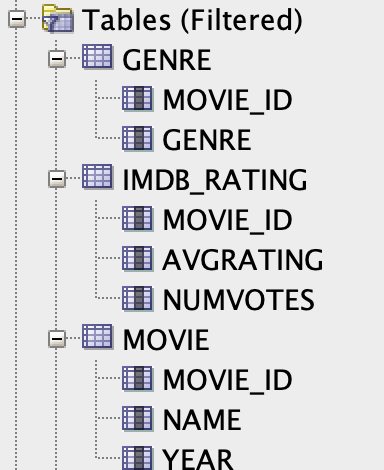 Tables (Filtered)
GENRE
MOVIE_ID
GENRE
IMDB_RATING
MOVIE_ID
AVGRATING
NUMVOTES
MOVIE
MOVIE_ID
NAME
YEAR